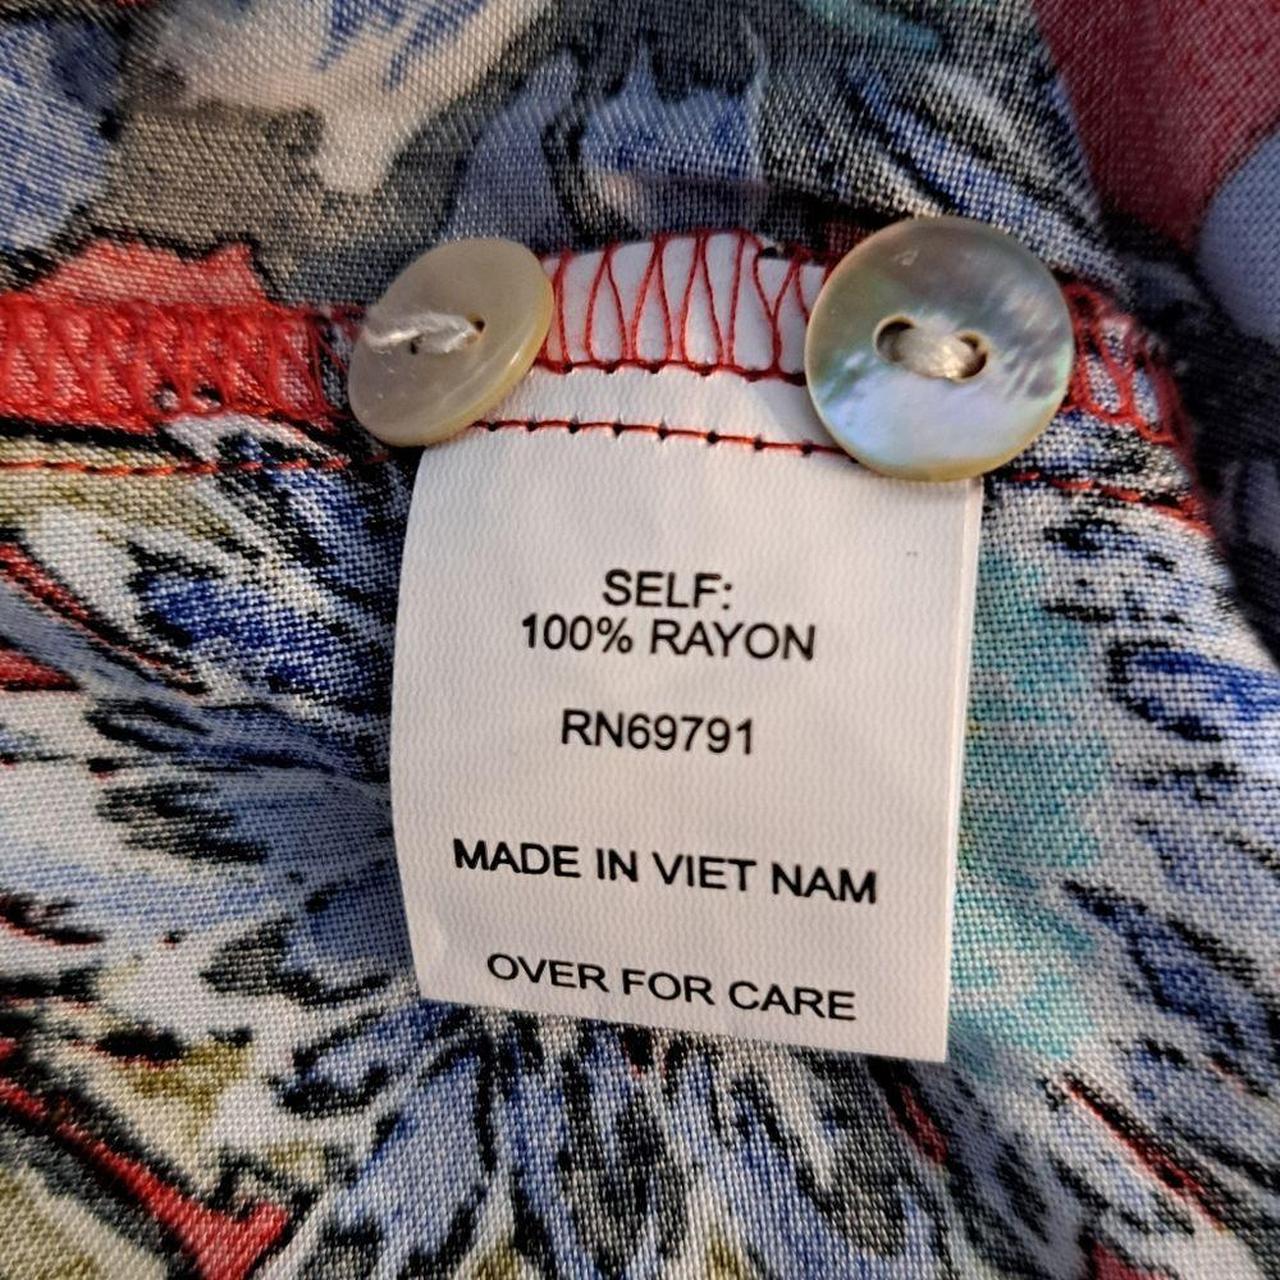 SELF:
100% RAYON
RN69791
MADE IN VIET NAM
OVER FOR CARE